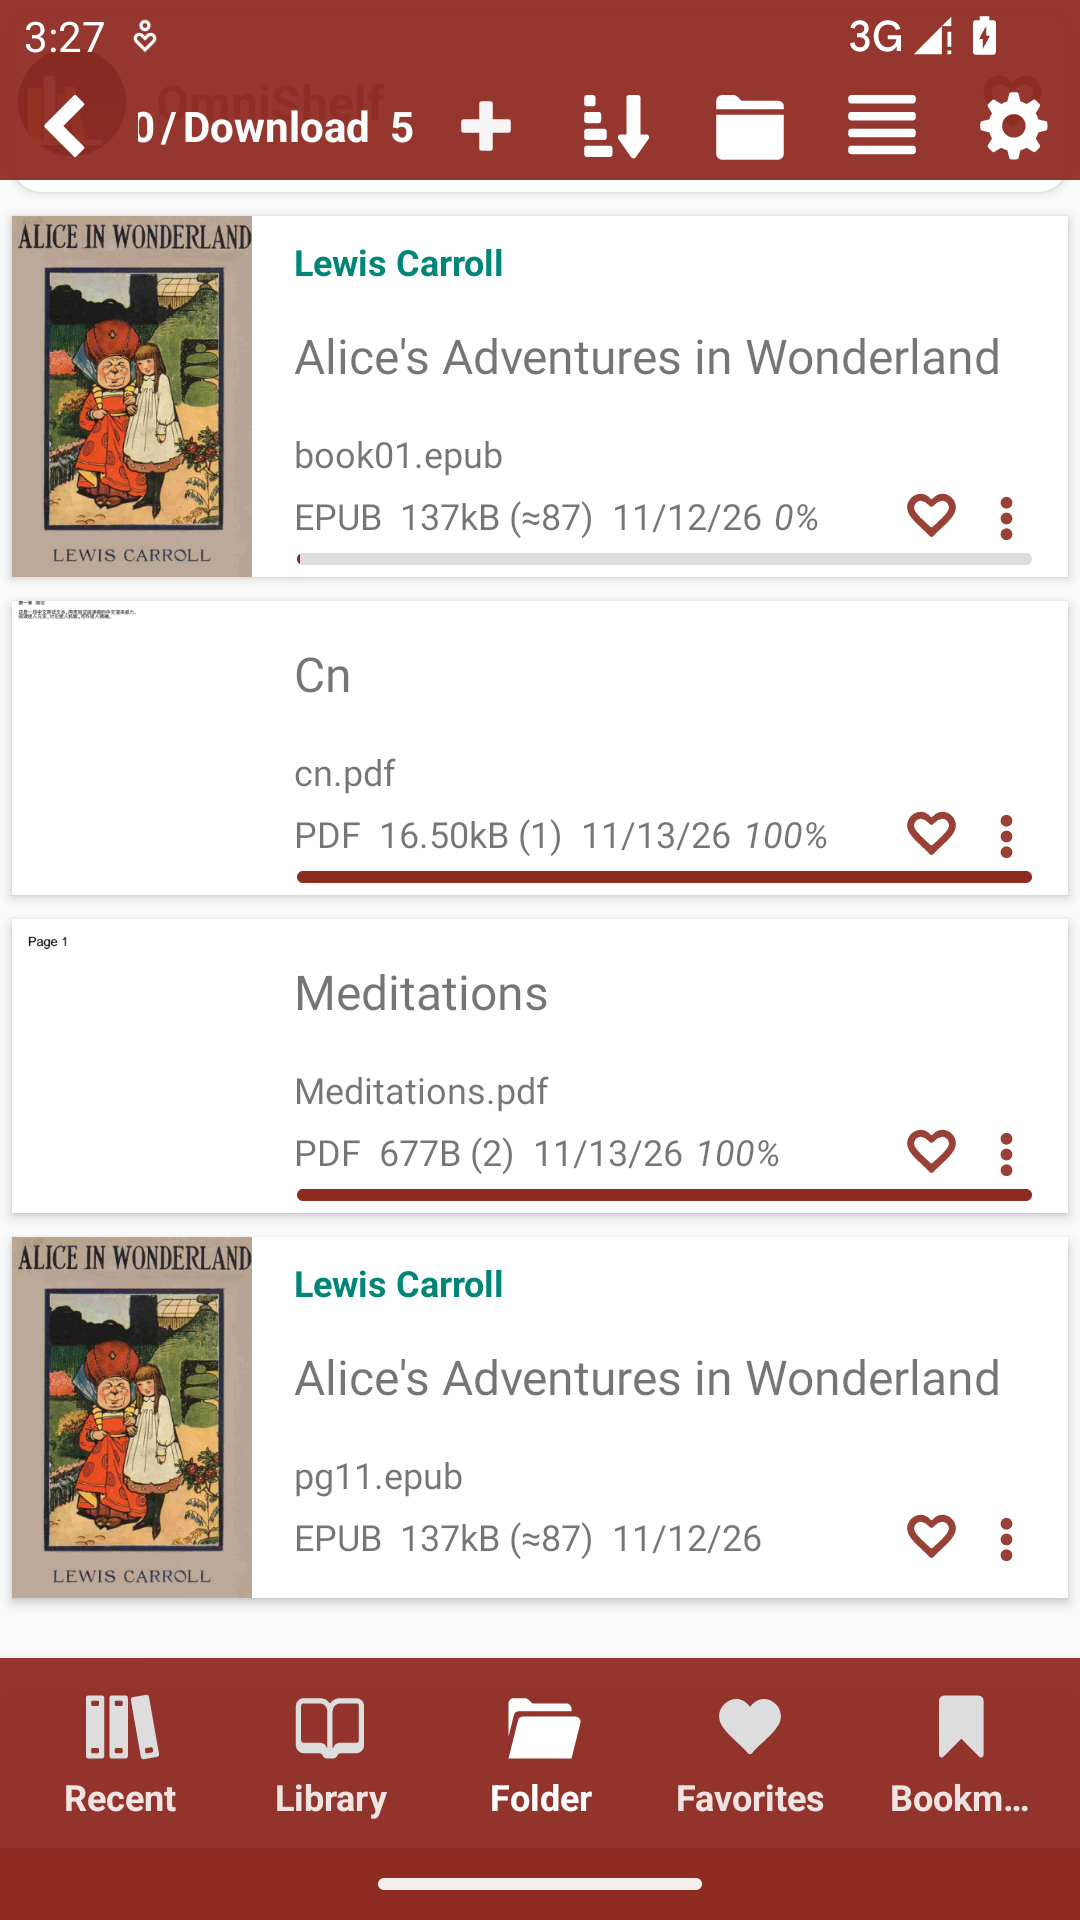 3:27
3G
OmniShelf
0/Download 5
ALICE IN WONDERLAND
LEWIS CARROLL
Lewis Carroll
Alice's Adventures in Wonderland
book01.epub
EPUB 137kB (≈87) 11/12/26 0%
Cn
cn.pdf
PDF 16.50kB (1) 11/13/26 100%
Page 1
Meditations
Meditations.pdf
PDF 677B (2) 11/13/26 100%
ALICE IN WONDERLAND
LEWIS CARROLL
Lewis Carroll
Alice's Adventures in Wonderland
pg11.epub
EPUB 137kB (≈87) 11/12/26
Recent
Library
Folder
Favorites
Bookm...